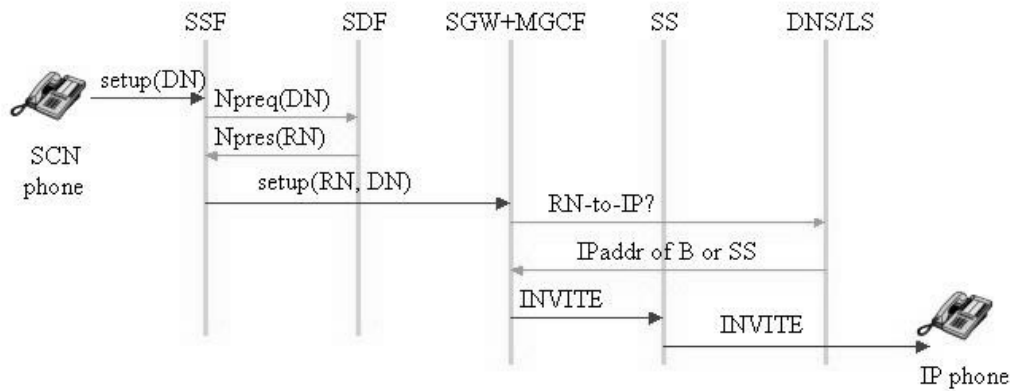 SSF SDF SGW+MGCF SS DNS/LS
setup(DN)
Npreq(DN)
Npres(RN)
SCN
phone
setup(RN, DN)
RN-to-IP?
IPaddr of B or SS
INVITE
INVITE
IP phone